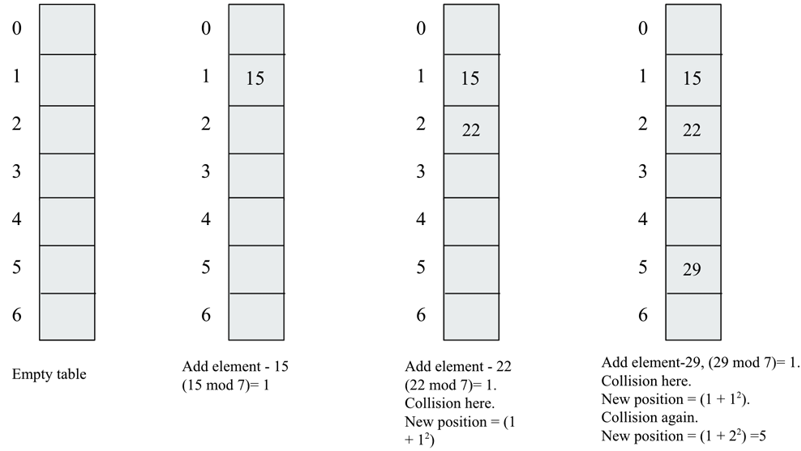 0
1
2
3
4
5
6
Empty table
0
1
2
3
4
5
6
15
Add element - 15
(15 mod 7)= 1
0
1
2
3
4
5
6
15
22
Add element - 22
(22 mod 7)= 1.
Collision here.
New position = (1
+ 1²)
0
1
2
3
4
5
6
15
22
29
Add element-29, (29 mod 7)= 1.
Collision here.
New position = (1 + 1²).
Collision again.
New position = (1 + 2²) =5